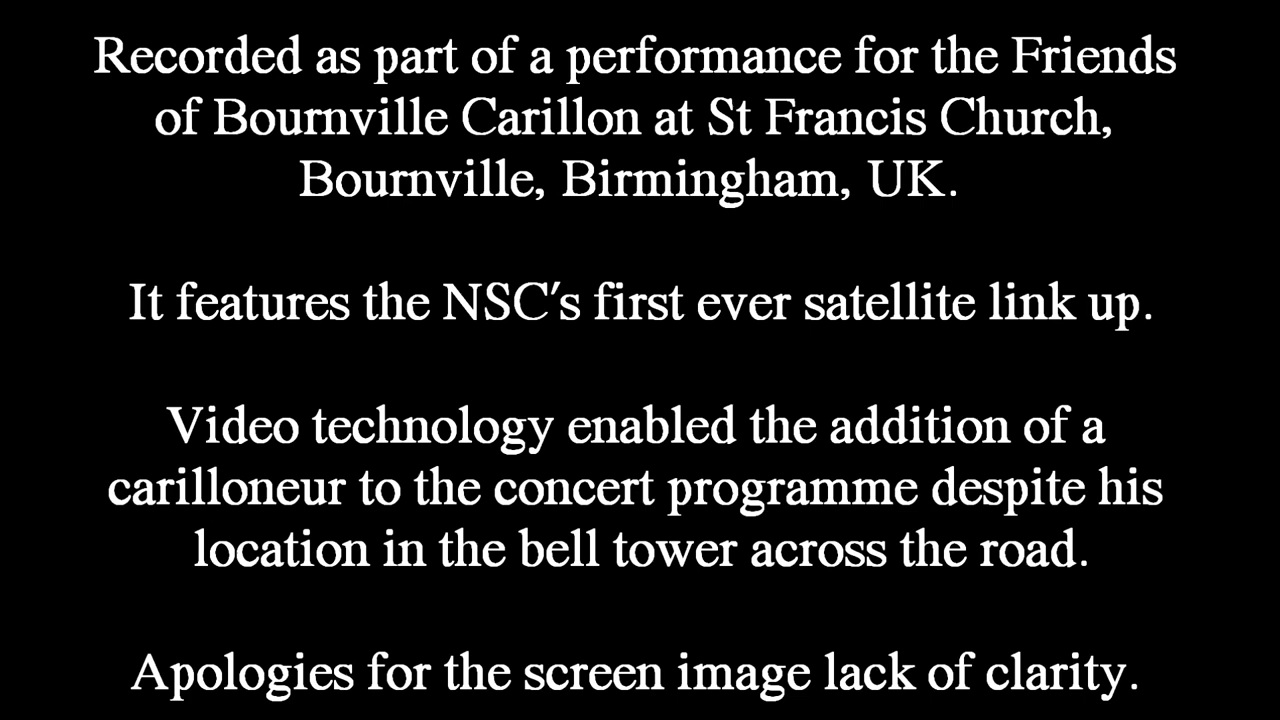 Recorded as part of a performance for the Friends
of Bournville Carillon at St Francis Church,
Bournville, Birmingham, UK.
It features the NSC's first ever satellite link up.
Video technology enabled the addition of a
carilloneur to the concert programme despite his
location in the bell tower across the road.
Apologies for the screen image lack of clarity.